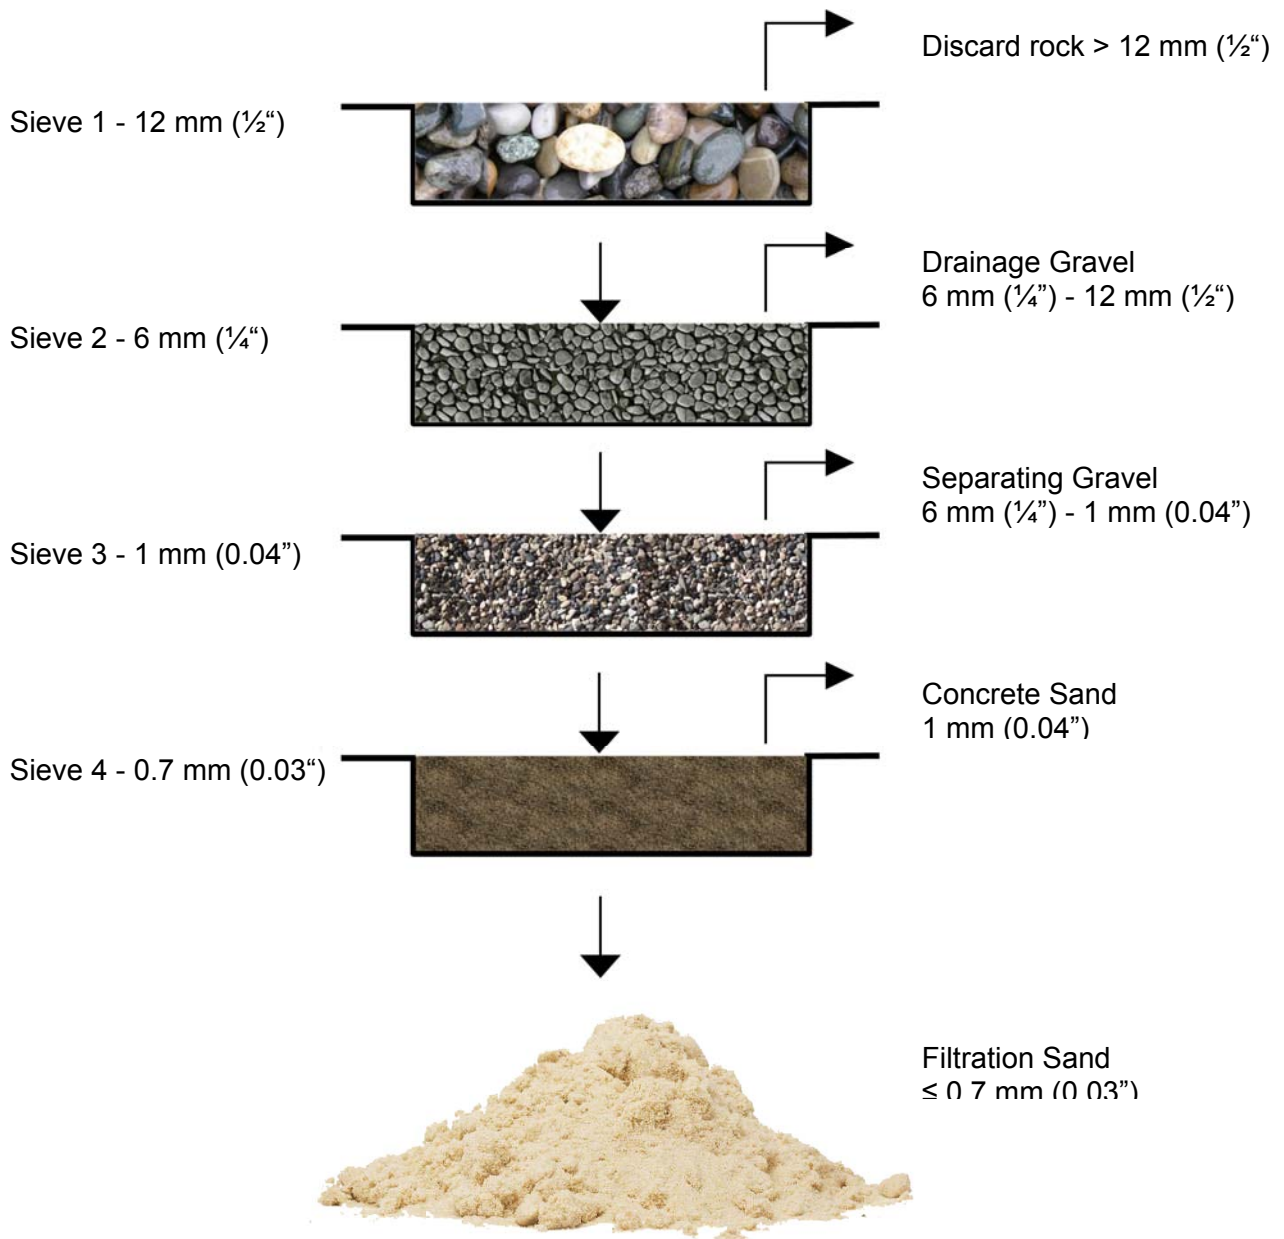 Discard rock > 12 mm (½“)
Sieve 1 - 12 mm (½“)
Drainage Gravel
6 mm (¼”) - 12 mm (½“)
Sieve 2 - 6 mm (¼“)
Separating Gravel
6 mm (¼”) - 1 mm (0.04”)
Sieve 3 - 1 mm (0.04”)
Concrete Sand
1 mm (0.04”)
Sieve 4 - 0.7 mm (0.03“)
Filtration Sand
≤ 0.7 mm (0.03”)